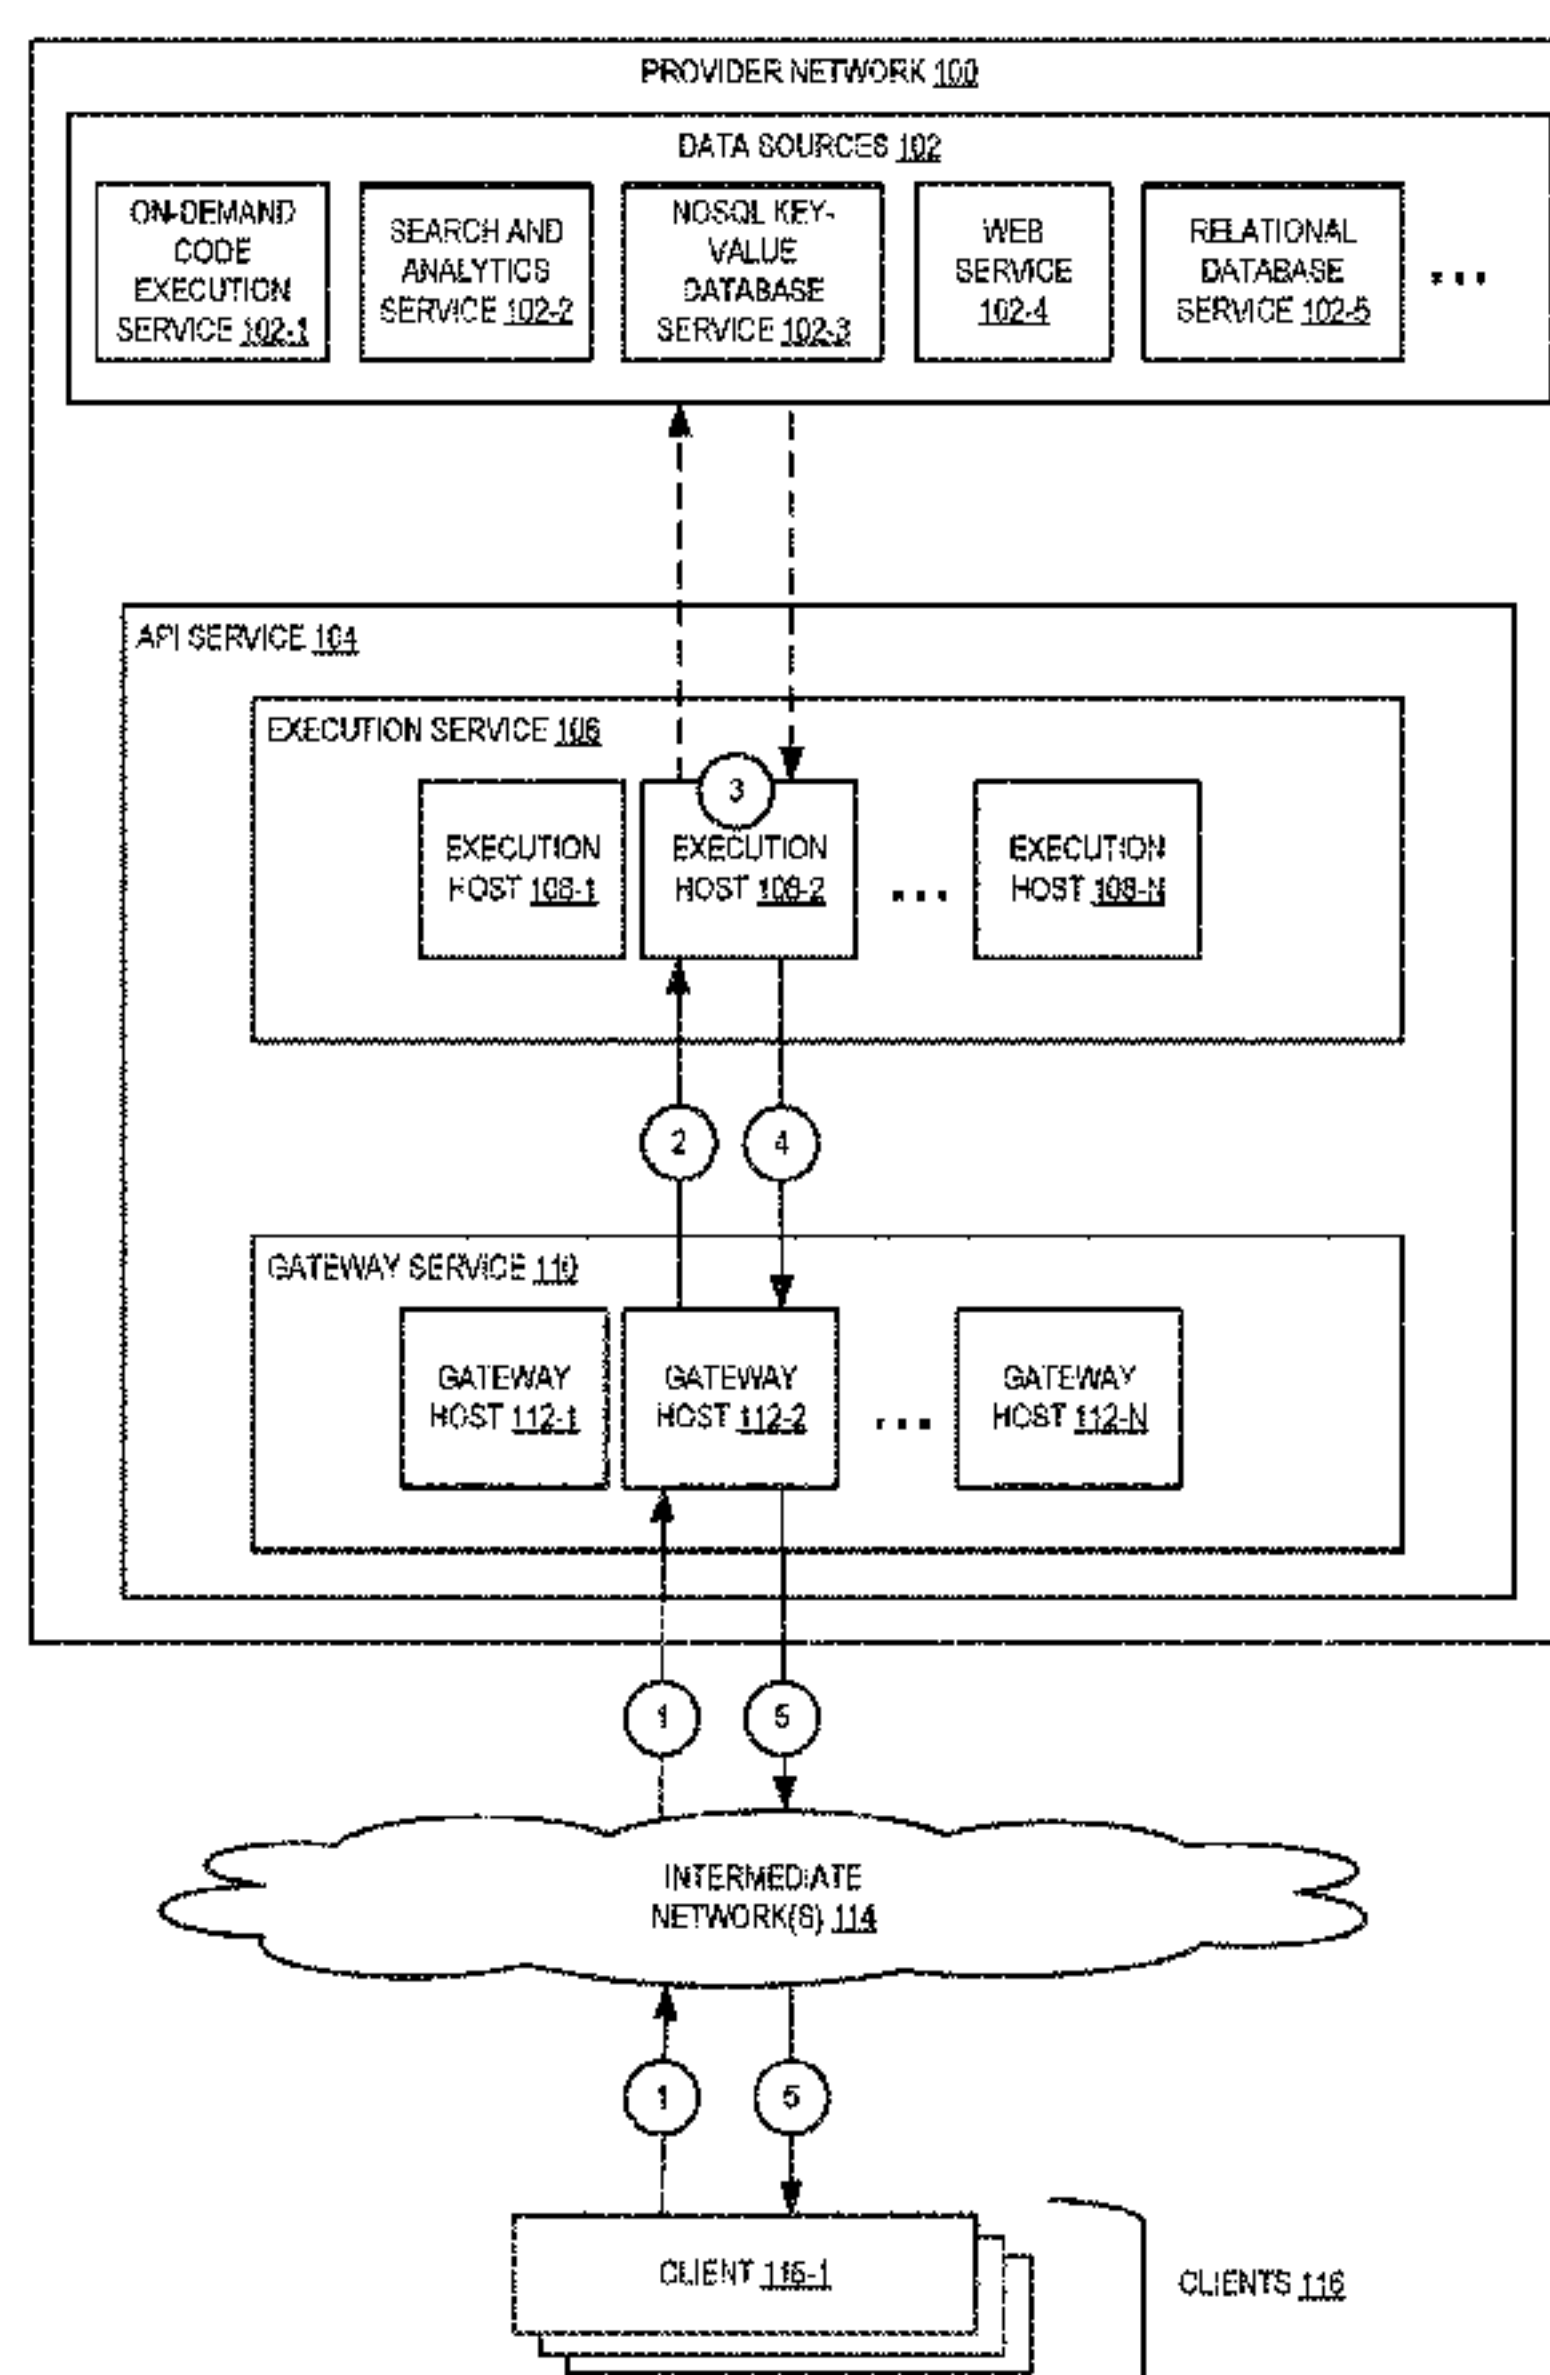 PROVIDER NETWORK 100
DATA SOURCES 102
ON-DEMAND
CODE
EXECUTION
SERVICE 102-1
SEARCH AND
ANALYTICS
SERVICE 102-2
NOSQL KEY-
VALUE
DATABASE
SERVICE 102-3
WEB
SERVICE
102-4
RELATIONAL
DATABASE
SERVICE 102-5
...
API SERVICE 104
EXECUTION SERVICE 106
3
EXECUTION
HOST 108-1
EXECUTION
HOST 108-2
...
EXECUTION
HOST 108-N
2
4
GATEWAY SERVICE 110
GATEWAY
HOST 112-1
GATEWAY
HOST 112-2
...
GATEWAY
HOST 112-N
1
5
INTERMEDIATE
NETWORK(S) 114
1
5
CLIENT 116-1
CLIENTS 116